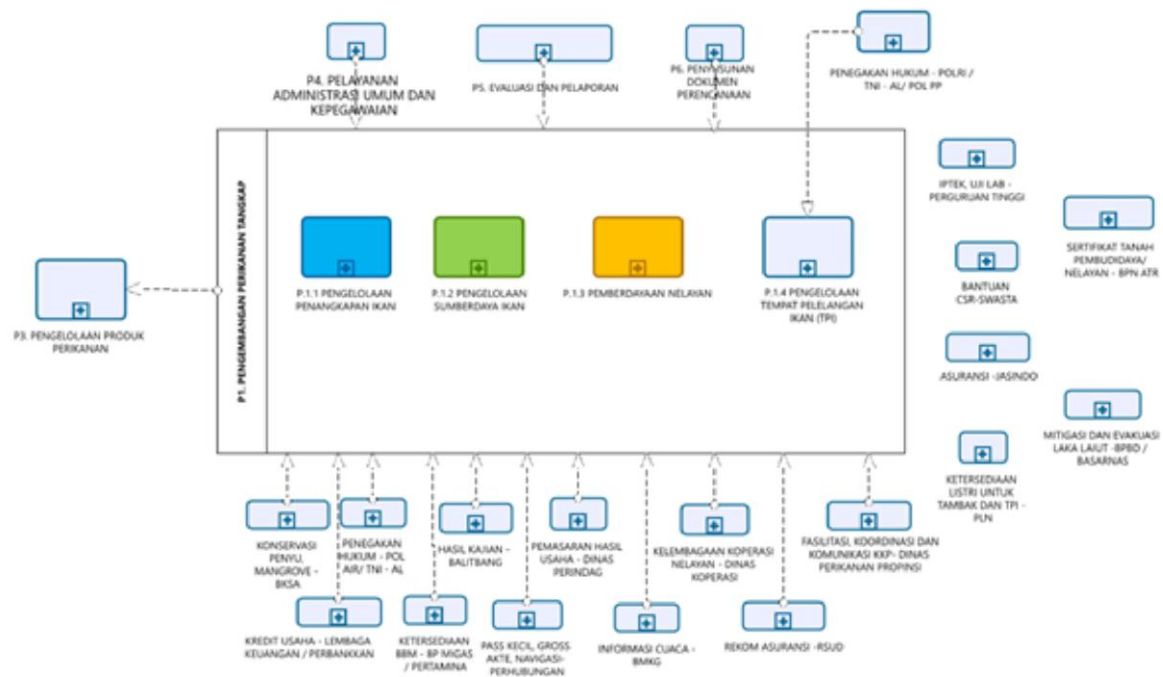 P4. PELAYANAN
ADMINISTRASI UMUM DAN
KEPEGAWAIAN
P5. EVALUASI DAN PELAPORAN
P6. PENYUSUNAN
DOKUMEN
PERENCANAAN
PENEGAKAN HUKUM - POLRI /
TNI - AL/ POL PP
P1. PENGEMBANGAN PERIKANAN TANGKAP
P.1.1 PENGELOLAAN
PENANGKAPAN IKAN
P.1.2 PENGELOLAAN
SUMBERDAYA IKAN
P.1.3 PEMBERDAYAAN NELAYAN
P.1.4 PENGELOLAAN
TEMPAT PELELANGAN
IKAN (TPI)
P3. PENGELOLAAN PRODUK
PERIKANAN
IPTEK, UJI LAB -
PERGURUAN TINGGI
SERTIFIKAT TANAH
PEMBUDIDAYA/
NELAYAN - BPN ATR
BANTUAN
CSR-SWASTA
ASURANSI -JASINDO
MITIGASI DAN EVAKUASI
LAKA LAIUT -BPBD /
BASARNAS
KETERSEDIAAN
LISTRI UNTUK
TAMBAK DAN TPI -
PLN
KONSERVASI
PENYU,
MANGROVE -
BKSA
PENEGAKAN
HUKUM - POL
AIR/ TNI - AL
HASIL KAJIAN -
BALITBANG
PEMASARAN HASIL
USAHA - DINAS
PERINDAG
KELEMBAGAAN KOPERASI
NELAYAN - DINAS
KOPERASI
FASILITASI, KOORDINASI DAN
KOMUNIKASI KKP- DINAS
PERIKANAN PROPINSI
KREDIT USAHA - LEMBAGA
KEUANGAN / PERBANKKAN
KETERSEDIAAN
BBM - BP MIGAS
/ PERTAMINA
PASS KECIL, GROSS
AKTE, NAVIGASI-
PERHUBUNGAN
INFORMASI CUACA -
BMKG
REKOM ASURANSI -RSUD